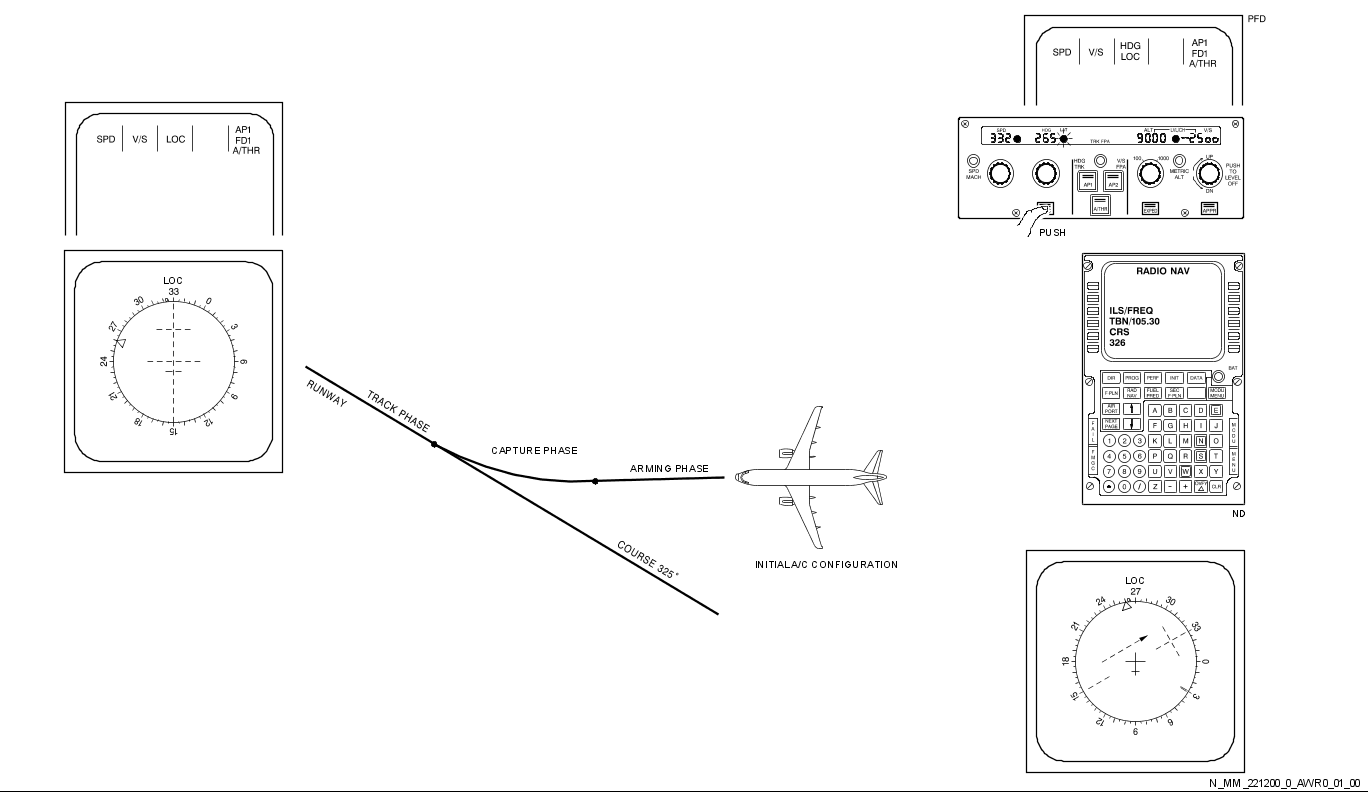 PFD
SPD V/S HDG AP1
LOC FD1
A/THR
SPD HDG LAT ALT LVL/CH V/S
332 265 TRK FPA 9000 -2500
SPD
MACH
HDG
TRK
V/S
FPA
100 1000
METRIC
ALT
UP
DN
PUSH
TO
LEVEL
OFF
AP1 AP2
A/THR
EXPED
APPR
PUSH
SPD V/S LOC AP1
FD1
A/THR
LOC
33
30 0
27 3
24 6
21 9
18 12
15
RUNWAY
TRACK PHASE
CAPTURE PHASE
ARMING PHASE
COURSE 325°
INITIALA/C CONFIGURATION
RADIO NAV
ILS/FREQ
TBN/105.30
CRS
326
BAT
DIR PROG PERF INIT DATA
F PLN RAD
NAV FUEL
PRED SEC
F PLN MCDU
MENU
AIR
PORT
NEXT
PAGE
A B C D E
F G H I J
1 2 3 K L M N O
4 5 6 P Q R S T
7 8 9 U V W X Y
0 / Z - + OVFY CLR
FAIL
FMGC
MCDU
MENU
ND
LOC
27
24 30
21 33
18 0
15 3
12 6
9
N_MM_221200_0_AWR0_01_00